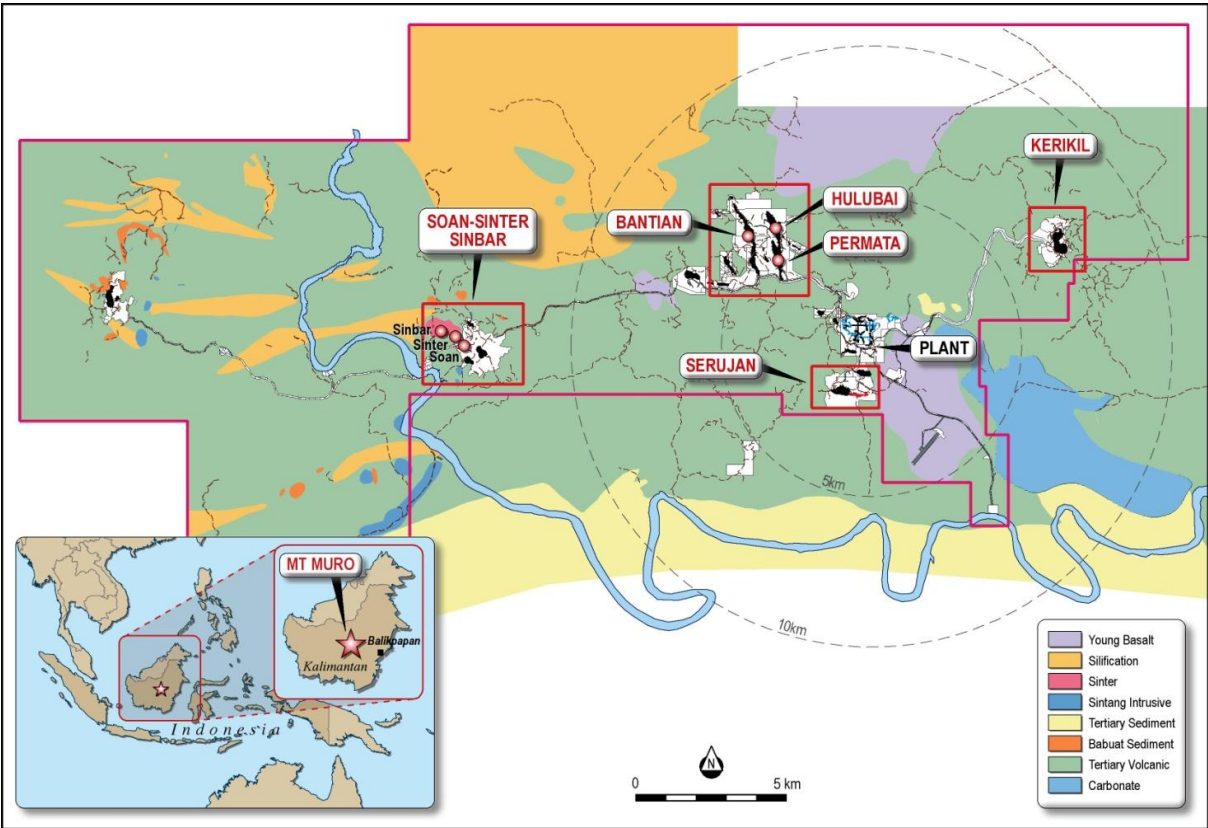 KERIKIL
HULUBAI
BANTIAN
PERMATA
SOAN-SINTER
SINBAR
Sinbar
Sinter
Soan
PLANT
SERUJAN
5km
10km
MT MURO
Balikpapan
Kalimantan
Indonesia
N
0 5 km
Young Basalt
Silification
Sinter
Sintang Intrusive
Tertiary Sediment
Babuat Sediment
Tertiary Volcanic
Carbonate